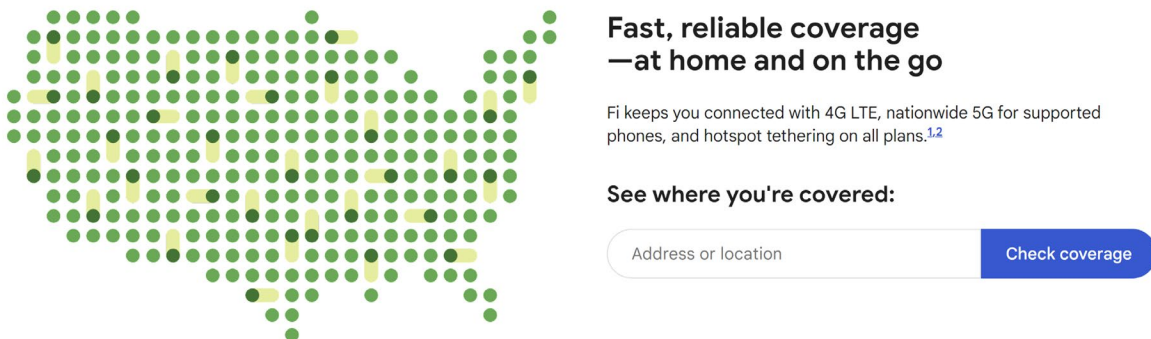 Fast, reliable coverage
—at home and on the go
Fi keeps you connected with 4G LTE, nationwide 5G for supported
phones, and hotspot tethering on all plans.1,2
See where you're covered:
Address or location
Check coverage